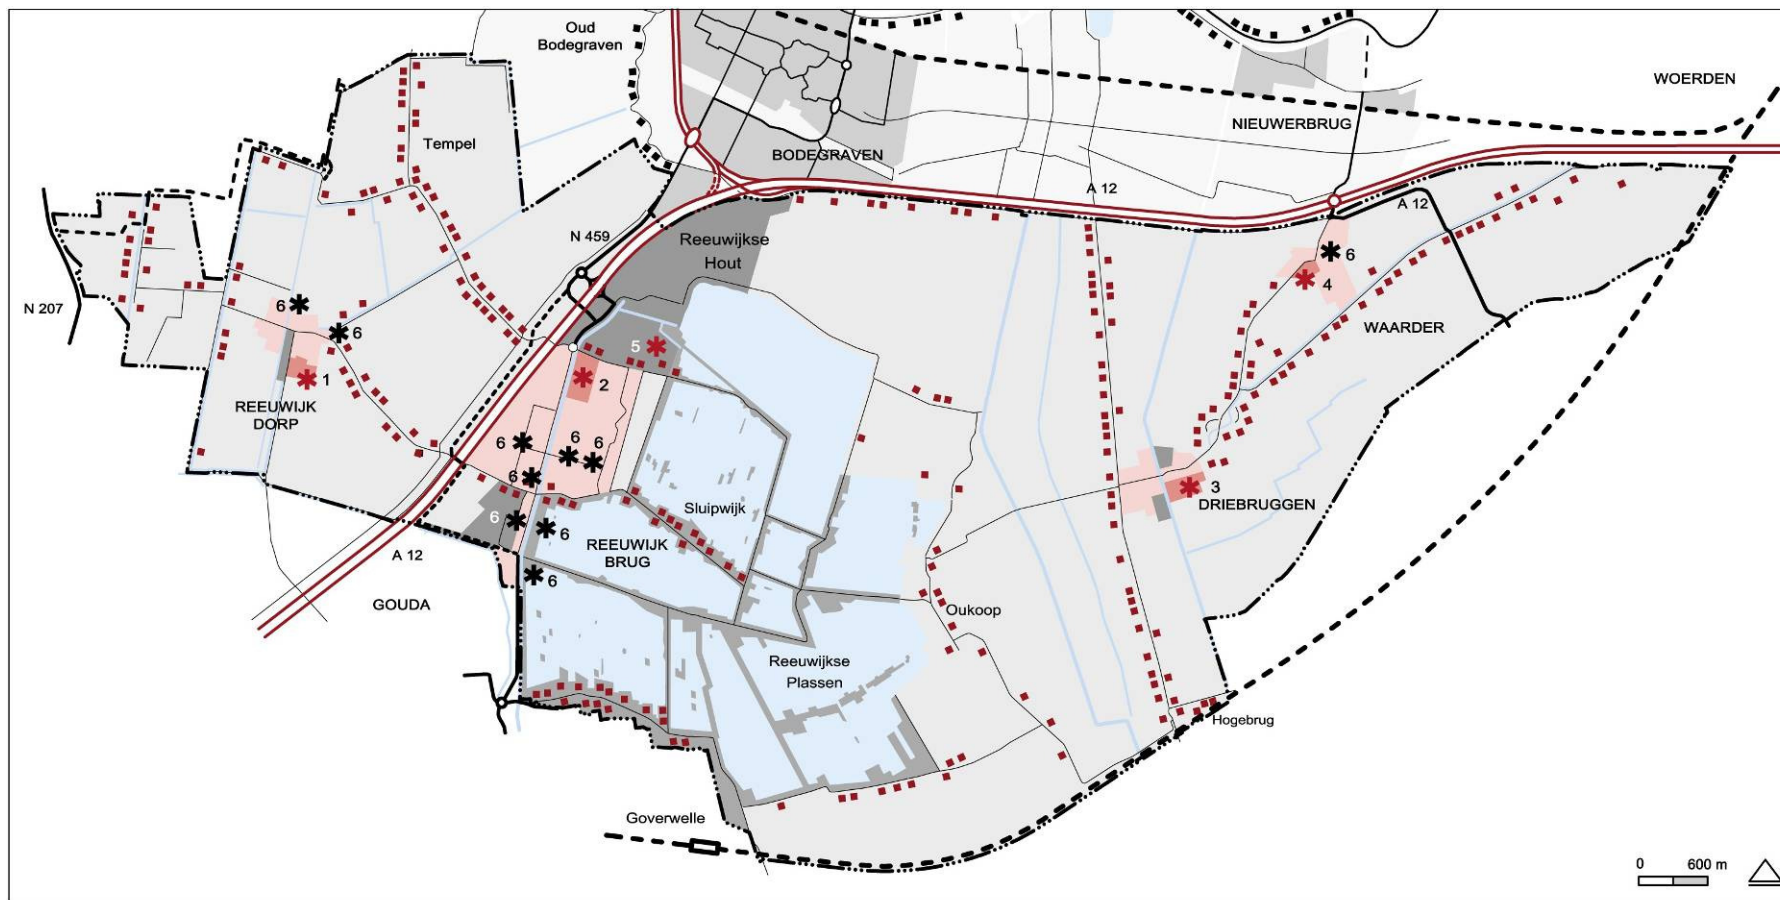 Oud
Bodegraven
WOERDEN
Tempel
NIEUWERBRUG
BODEGRAVEN
A 12
A 12
N 459
Reeuwijkse
Hout
6
N 207
6
6
4
WAARDER
5
1
2
REEUWIJK
DORP
6
6
6
6
3
DRIEBRUGGEN
Sluipwijk
6
6
REEUWIJK
BRUG
A 12
6
GOUDA
Oukoop
Reeuwijkse
Plassen
Hogebrug
Goverwelle
0 600 m